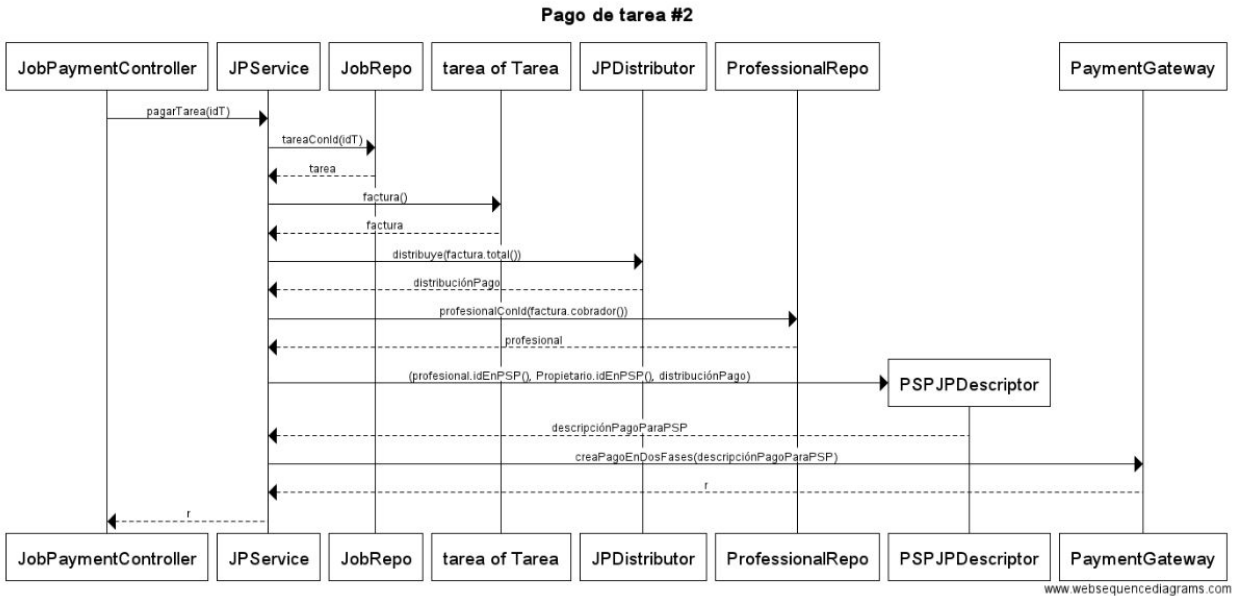 Pago de tarea #2
JobPaymentController JPService JobRepo tarea of Tarea JPDistributor ProfessionalRepo PaymentGateway
pagarTarea(idT)
tareaConId(idT)
tarea
factura()
factura
distribuye(factura.total())
distribuciónPago
profesionalConId(factura.cobrador())
profesional
(profesional.idEnPSP(), Propietario.idEnPSP(), distribuciónPago) PSPJPDescriptor
descripciónPagoParaPSP
creaPagoEnDosFases(descripciónPagoParaPSP)
r
r
JobPaymentController JPService JobRepo tarea of Tarea JPDistributor ProfessionalRepo PSPJPDescriptor PaymentGateway
www.websequencediagrams.com